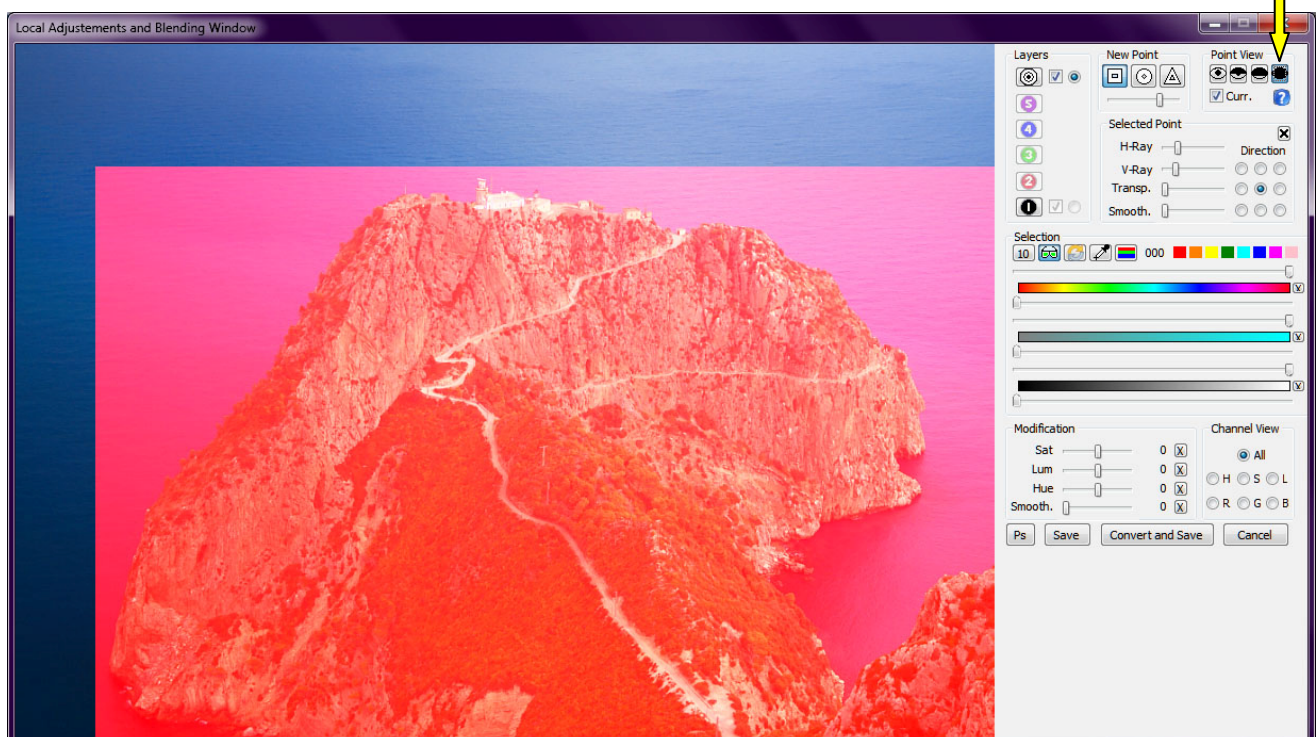 Local Adjustements and Blending Window
Layers
New Point
Point View
Curr.
?
S
4
3
2
1
Selected Point
X
H-Ray
Direction
V-Ray
Transp.
Smooth.
Selection
10
000
X
X
X
Modification
Channel View
Sat 0 X
All
Lum 0 X
H S L
Hue 0 X
Smooth. 0 X
R G B
Ps Save Convert and Save Cancel